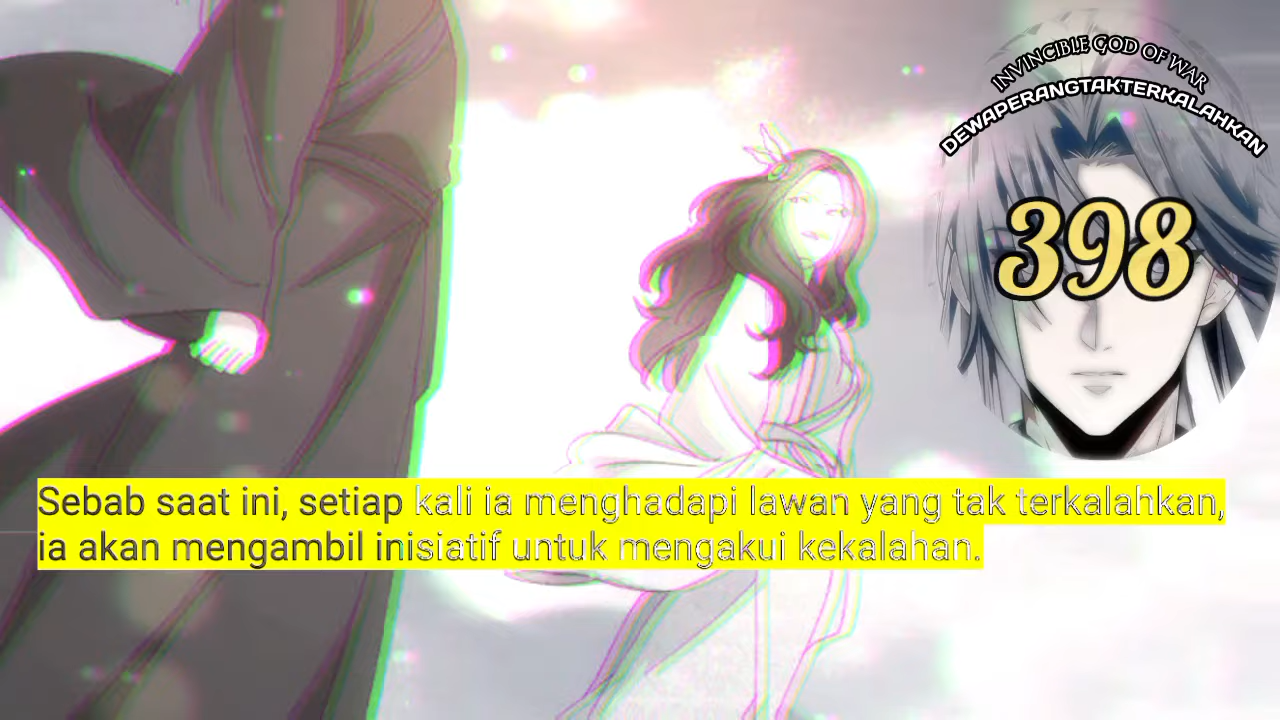 INVINCIBLE GOD OF WAR
DEWAPERANGTAKTERKALAHKAN
398
Sebab saat ini, setiap kali ia menghadapi lawan yang tak terkalahkan,
ia akan mengambil inisiatif untuk mengakui kekalahan.